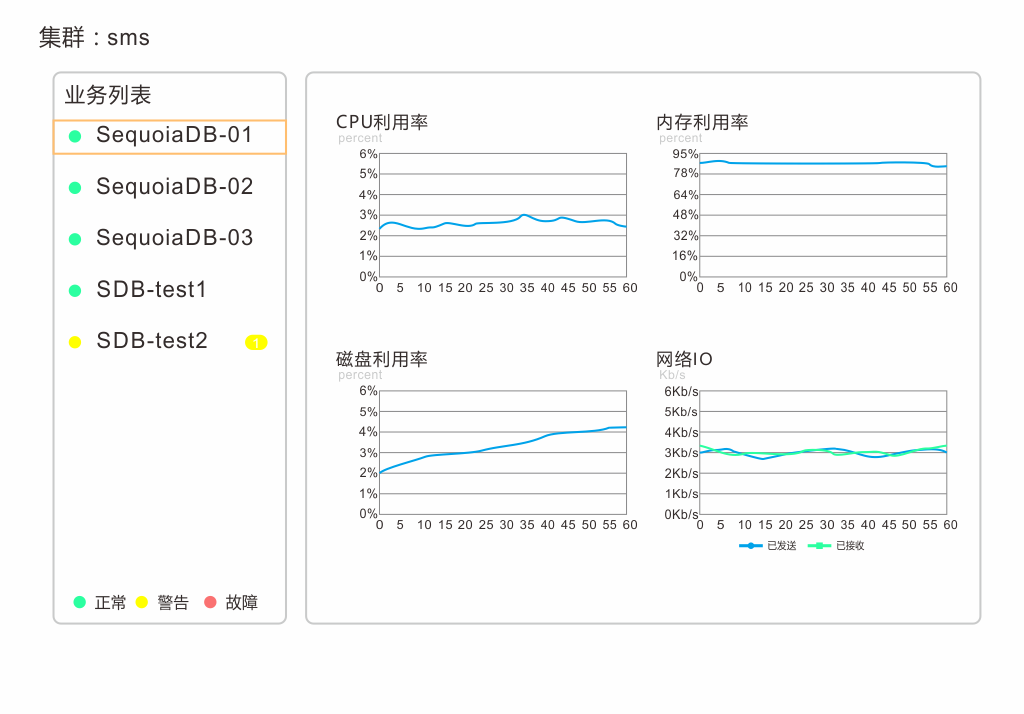 集群：sms
业务列表
SequoiaDB-01
SequoiaDB-02
SequoiaDB-03
SDB-test1
SDB-test2 1
正常 警告 故障
CPU利用率
percent
6%
5%
4%
3%
2%
1%
0%
0 5 10 15 20 25 30 35 40 45 50 55 60
内存利用率
percent
95%
78%
64%
48%
32%
16%
0%
0 5 10 15 20 25 30 35 40 45 50 55 60
磁盘利用率
percent
6%
5%
4%
3%
2%
1%
0%
0 5 10 15 20 25 30 35 40 45 50 55 60
网络IO
Kb/s
6Kb/s
5Kb/s
4Kb/s
3Kb/s
2Kb/s
1Kb/s
0Kb/s
0 5 10 15 20 25 30 35 40 45 50 55 60
已发送 已接收